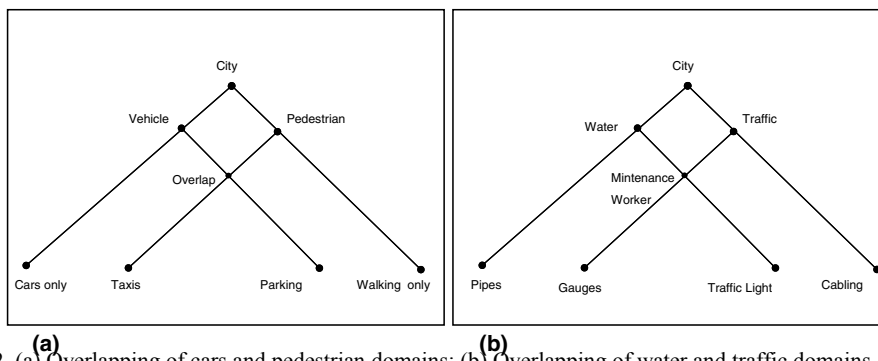 City
Vehicle
Pedestrian
Overlap
Cars only
Taxis
Parking
Walking only
City
Water
Traffic
Mintenance
Worker
Pipes
Gauges
Traffic Light
Cabling
(a)
(b)
(a) Overlapping of cars and pedestrian domains; (b) Overlapping of water and traffic domains